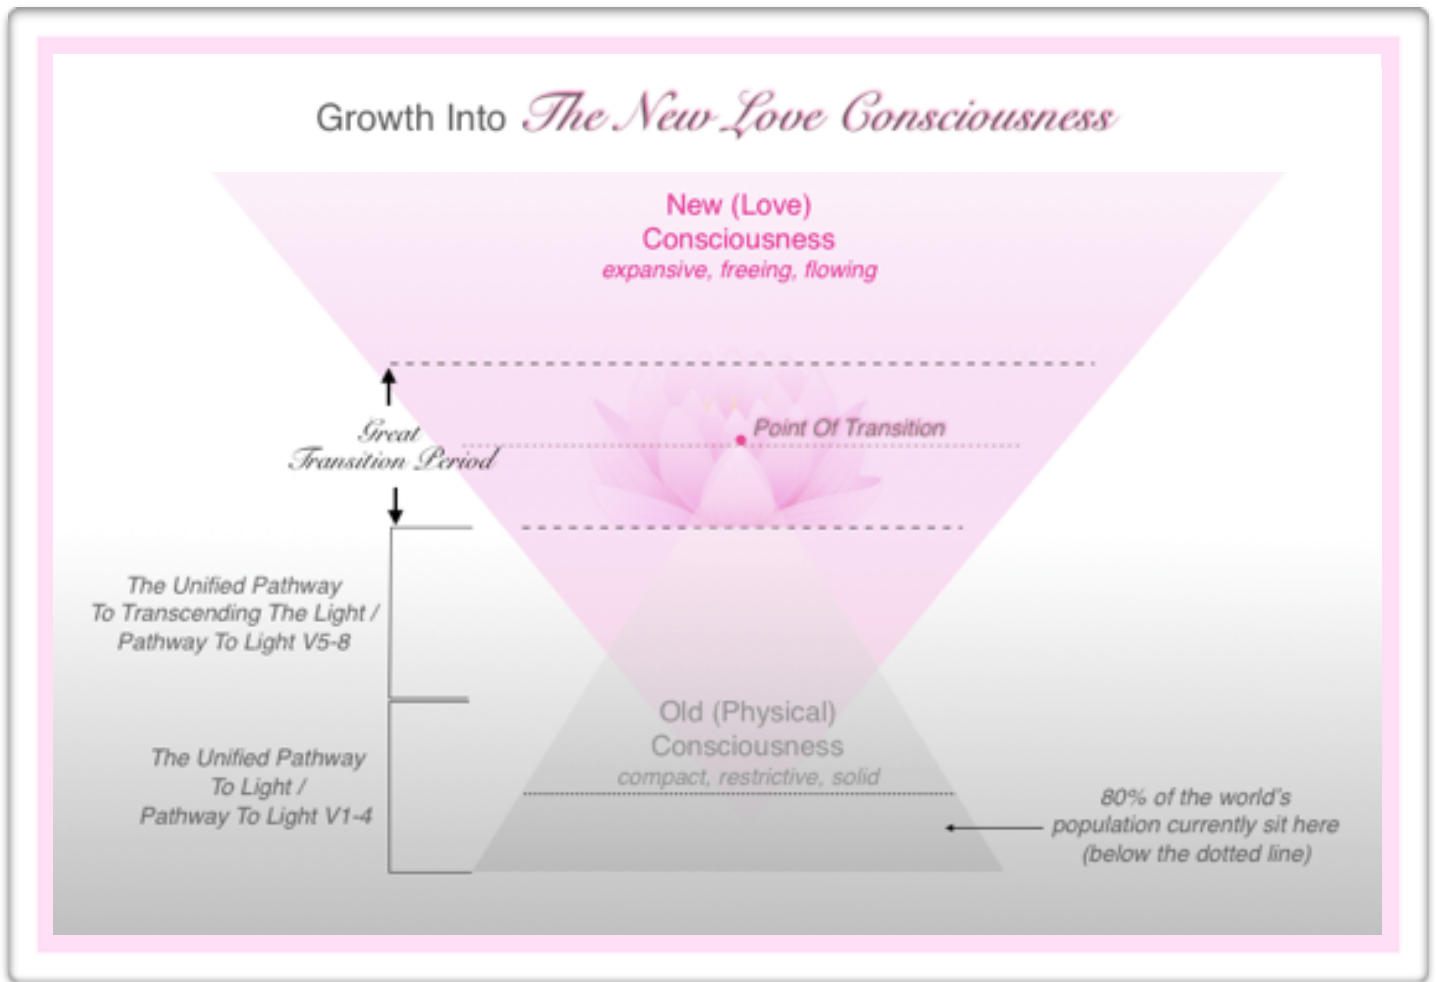 Growth Into The New Love Consciousness
New (Love)
Consciousness
expansive, freeing, flowing
Point Of Transition
Great
Transition Period
The Unified Pathway
To Transcending The Light /
Pathway To Light V5-8
Old (Physical)
Consciousness
compact, restrictive, solid
The Unified Pathway
To Light /
Pathway To Light V1-4
80% of the world's
population currently sit here
(below the dotted line)